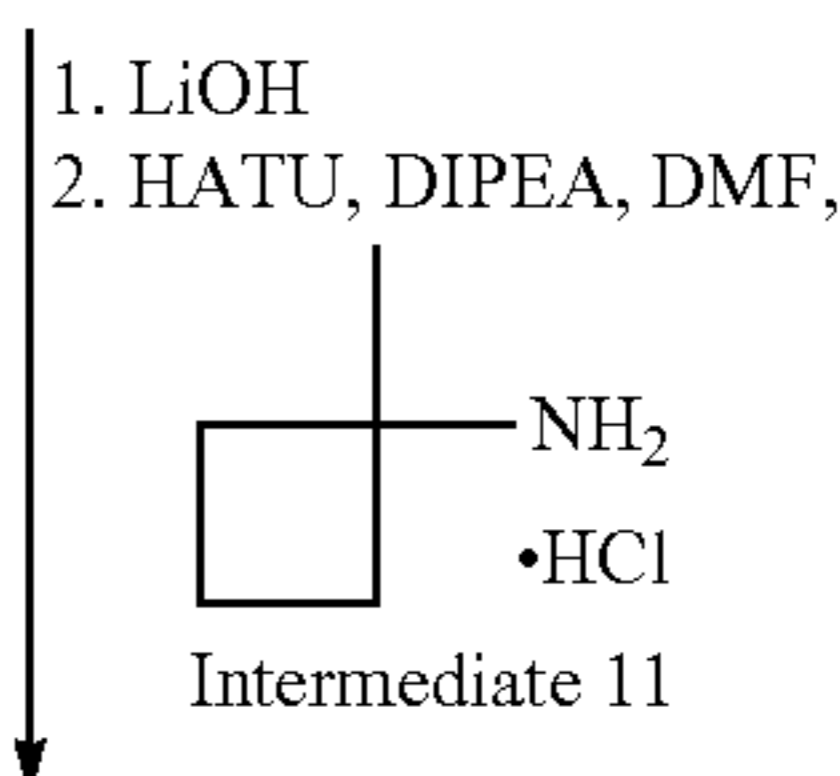 1. LiOH
2. HATU, DIPEA, DMF,
NH₂
•HCl
Intermediate 11